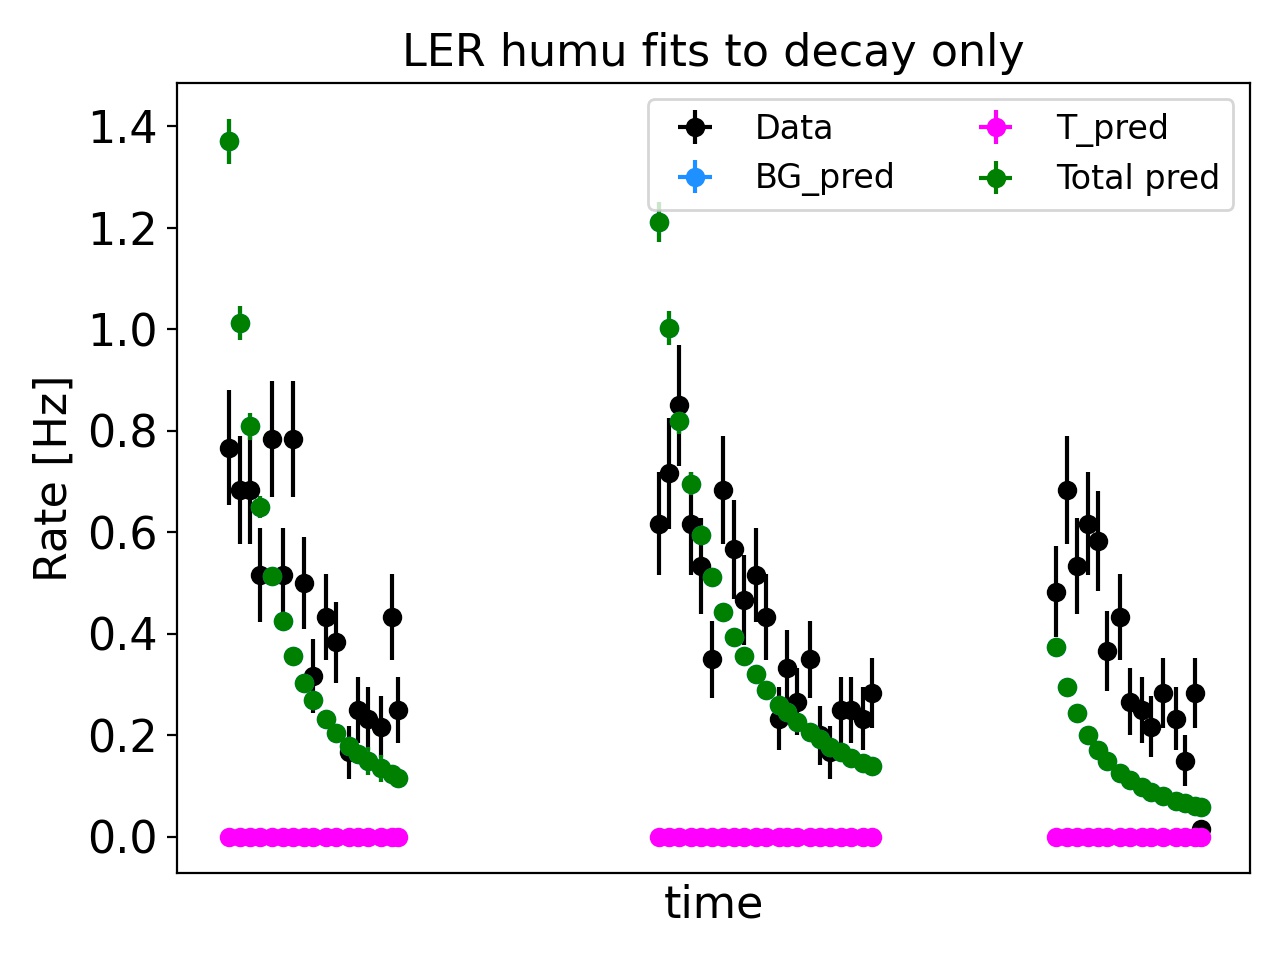 LER humu fits to decay only
Data
BG_pred
T_pred
Total pred
1.4
1.2
1.0
0.8
0.6
0.4
0.2
0.0
Rate [Hz]
time